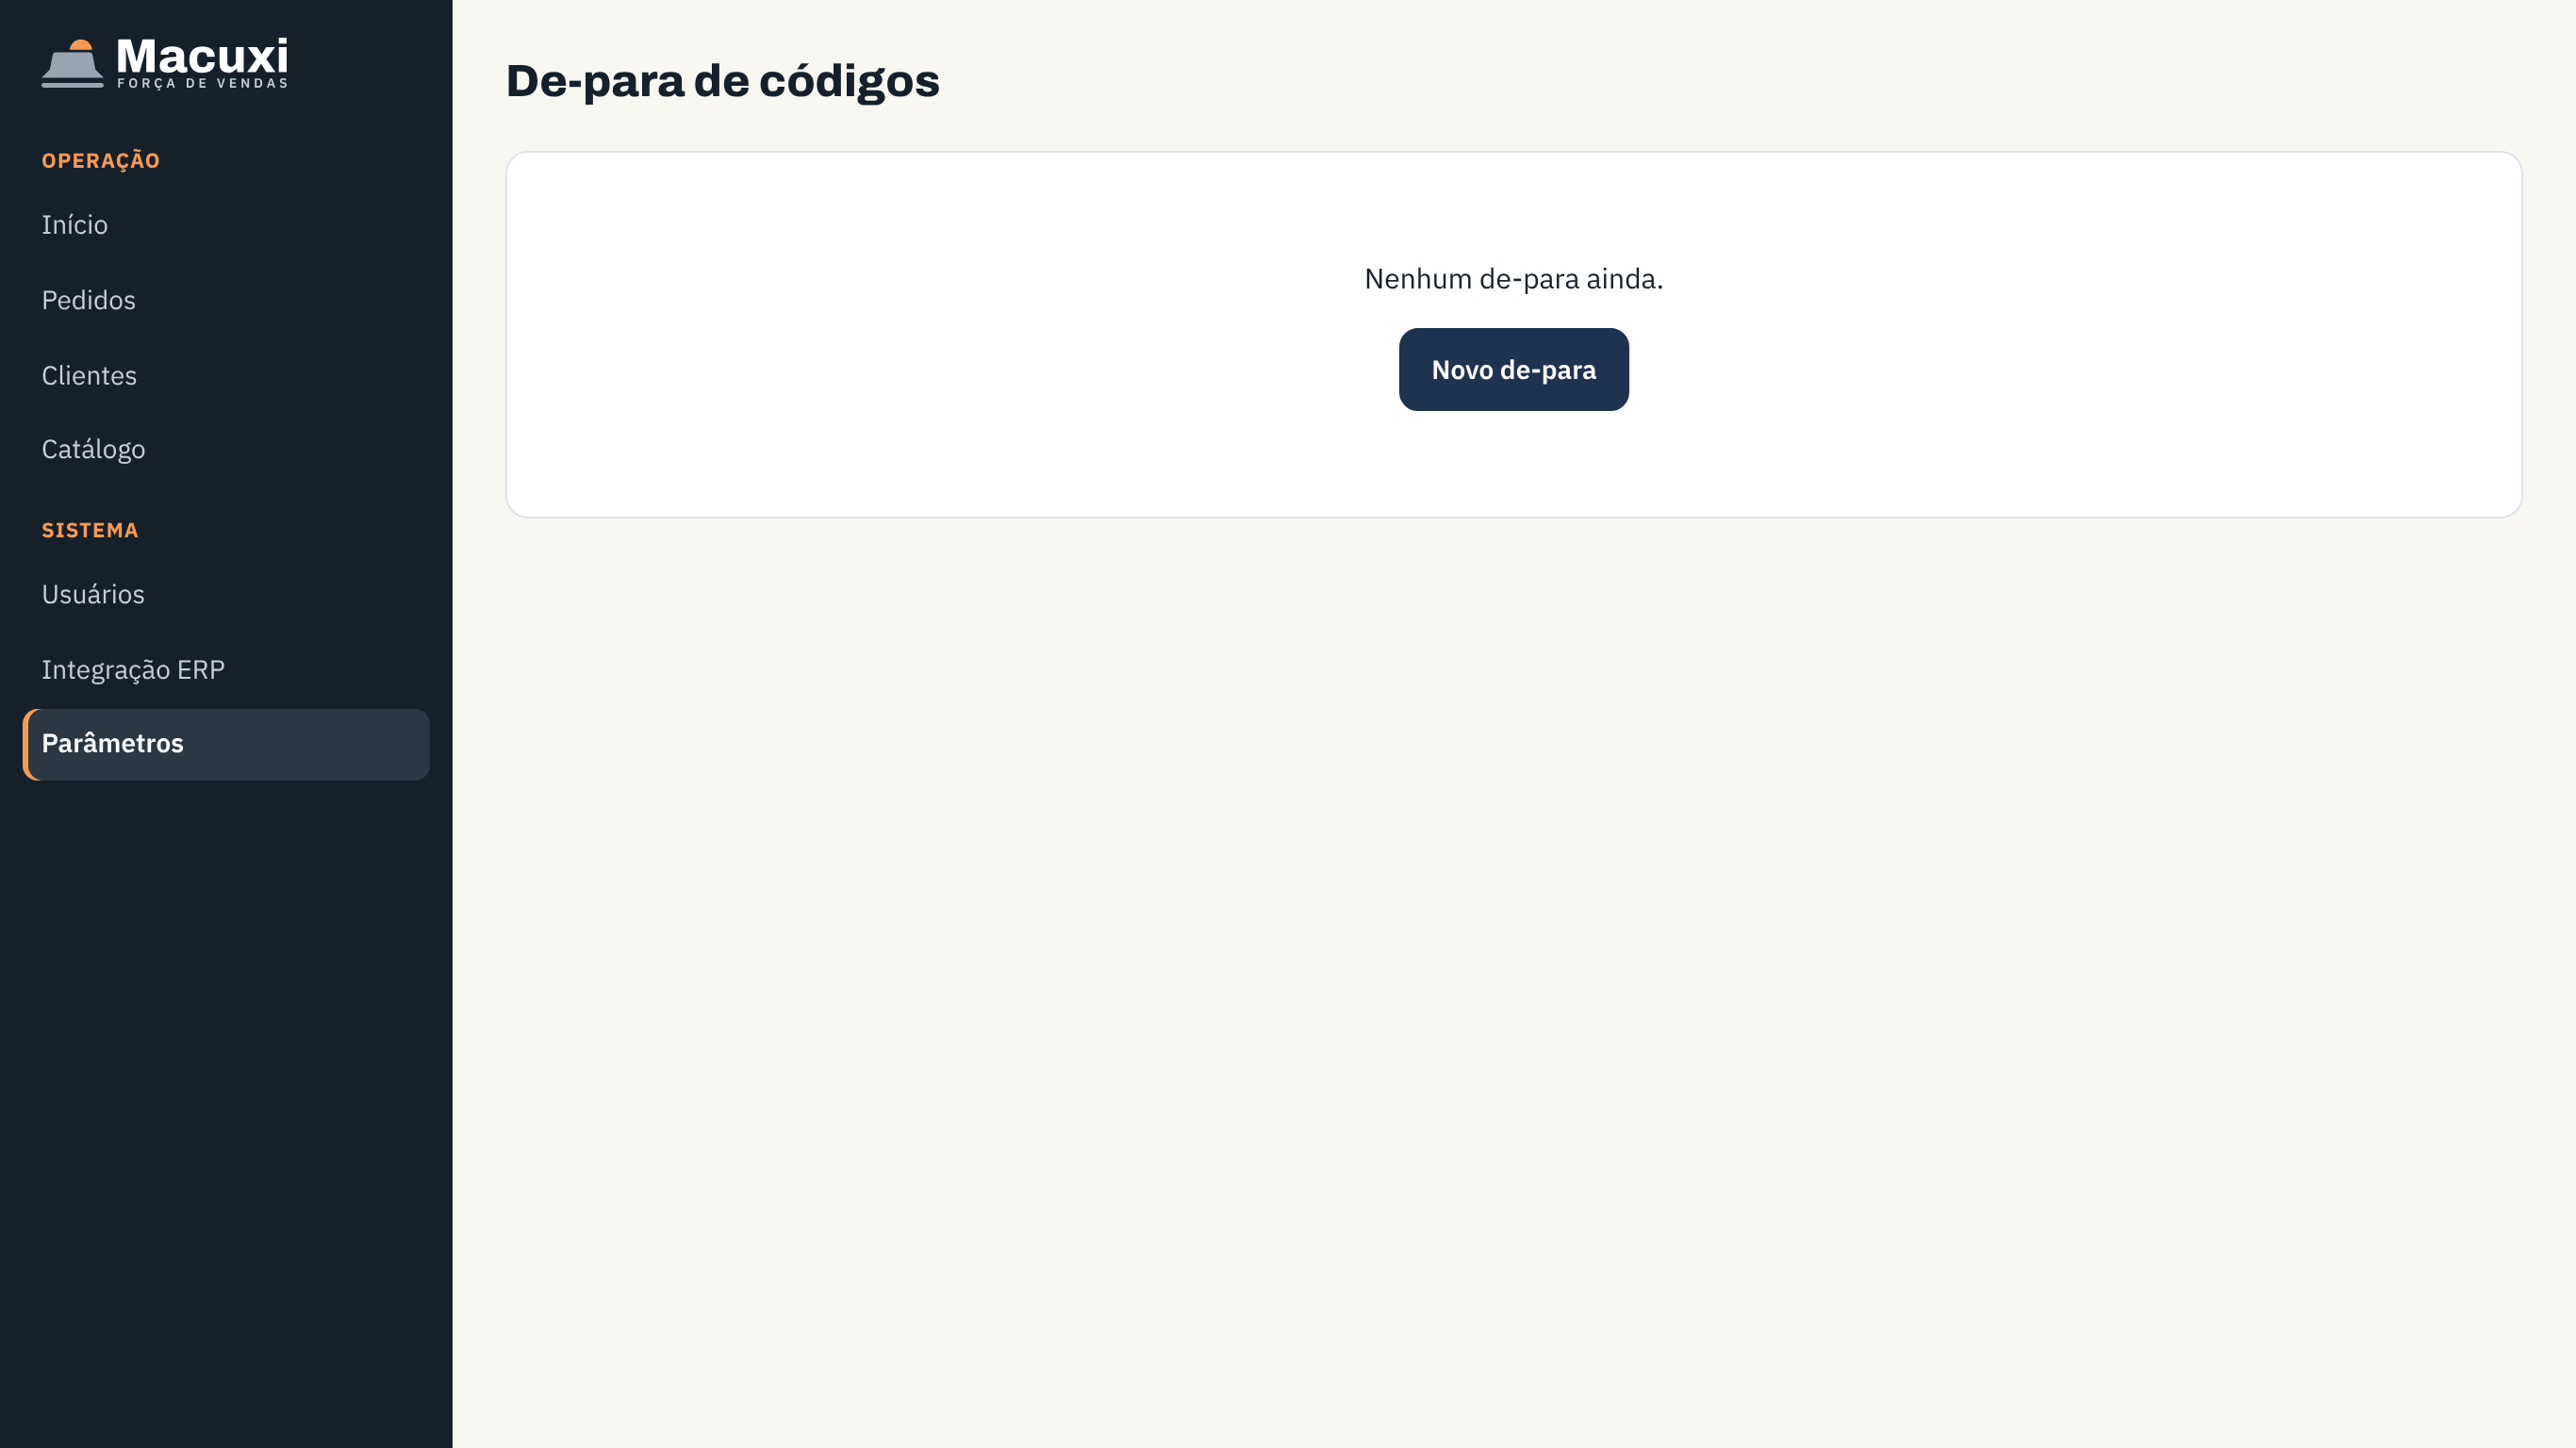 Macuxi
FORÇA DE VENDAS
OPERAÇÃO
Início
Pedidos
Clientes
Catálogo
SISTEMA
Usuários
Integração ERP
Parâmetros
De-para de códigos
Nenhum de-para ainda.
Novo de-para